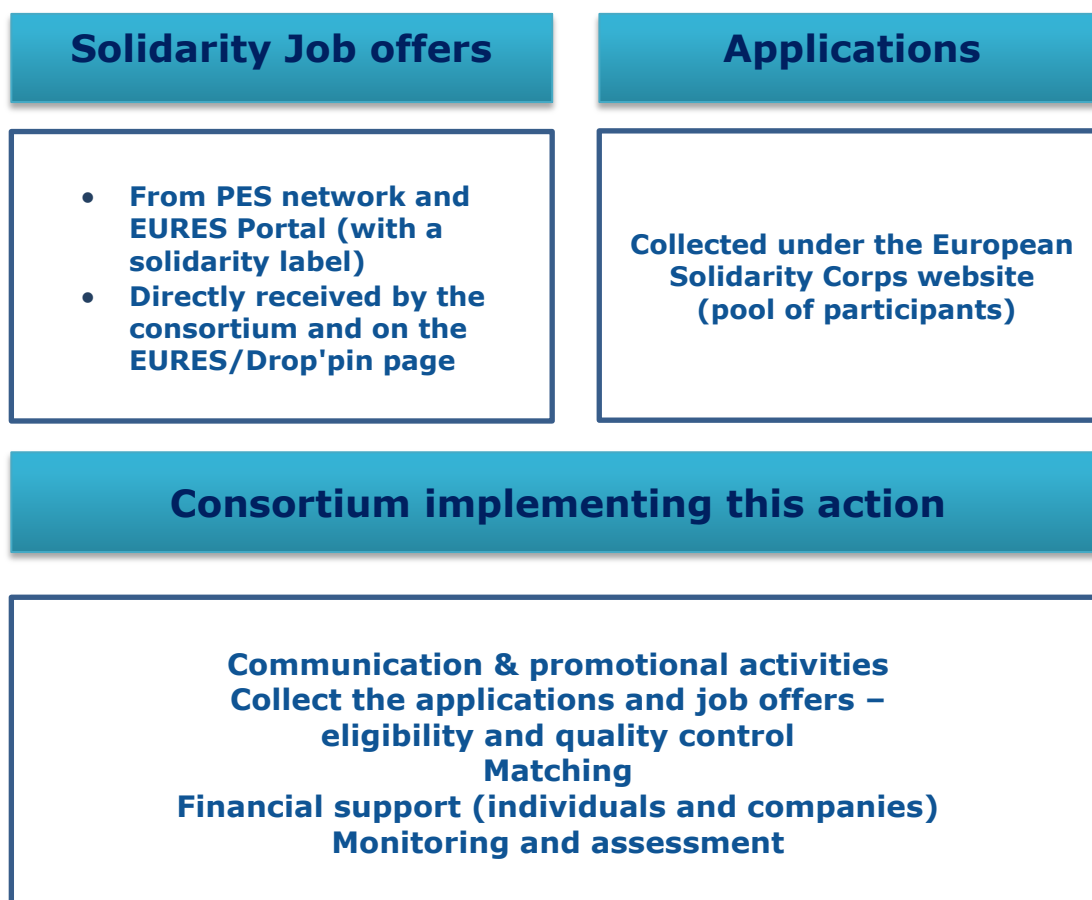 Solidarity Job offers
Applications
• From PES network and
EURES Portal (with a
solidarity label)
• Directly received by the
consortium and on the
EURES/Drop'pin page
Collected under the European
Solidarity Corps website
(pool of participants)
Consortium implementing this action
Communication & promotional activities
Collect the applications and job offers –
eligibility and quality control
Matching
Financial support (individuals and companies)
Monitoring and assessment